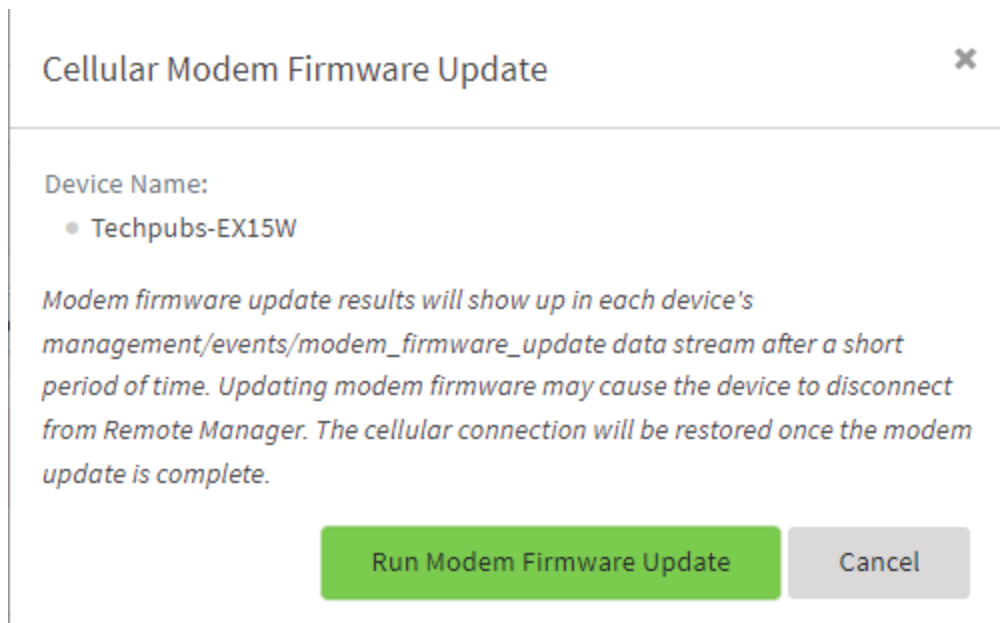 Cellular Modem Firmware Update
Device Name:
Techpubs-EX15W
Modem firmware update results will show up in each device's
management/events/modem_firmware_update data stream after a short
period of time. Updating modem firmware may cause the device to disconnect
from Remote Manager. The cellular connection will be restored once the modem
update is complete.
Run Modem Firmware Update
Cancel